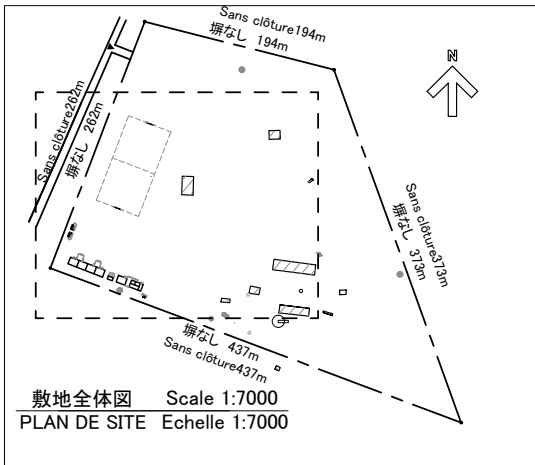 Sans clôture194m
塀なし 194m
N
Sans clôture262m
塀なし 262m
Sans clôture373m
塀なし 373m
塀なし 437m
Sans clôture437m
敷地全体図 Scale 1:7000
PLAN DE SITE Echelle 1:7000